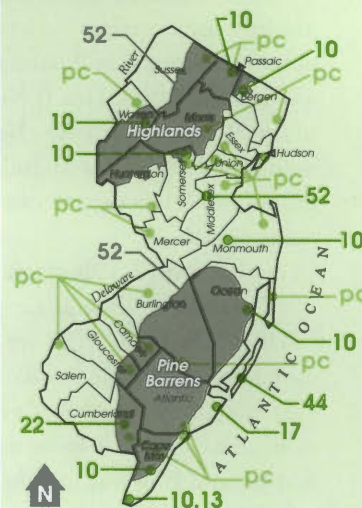 10
52
pc
10
River
Sussex
Passaic
pc
pc
Bergen
Warren
10
Morris
Highlands
Essex
10
Hudson
Union
pc
Hunterdon
Somerset
Middlesex
52
pc
Mercer
Monmouth
10
52
Delaware
pc
Ocean
pc
Burlington
10
Camden
Gloucester
pc
Salem
Pine
Barrens
Atlantic
44
ATLANTIC OCEAN
Cumberland
17
22
Cape
May
pc
10
N
10,13